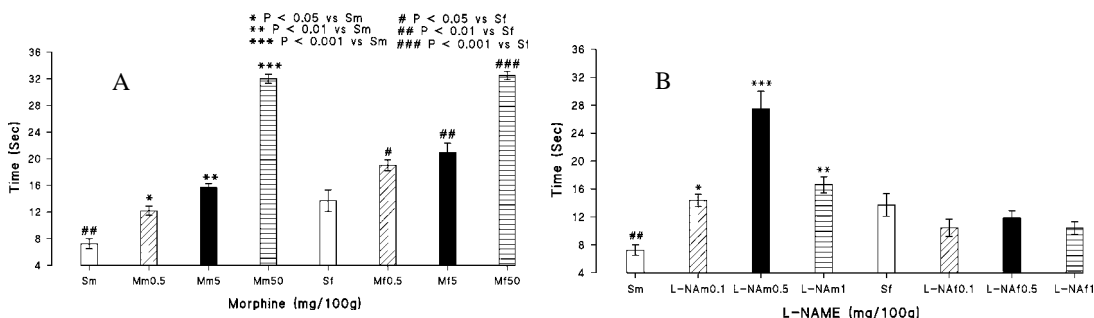 * P < 0.05 vs Sm
** P < 0.01 vs Sm
*** P < 0.001 vs Sm
# P < 0.05 vs Sf
## P < 0.01 vs Sf
### P < 0.001 vs Sf
A
Time (Sec)
36
32
28
24
20
16
12
8
4
##
*
**
***
#
##
###
Sm Mm0.5 Mm5 Mm50 Sf Mf0.5 Mf5 Mf50
Morphine (mg/100g)
B
Time (Sec)
36
32
28
24
20
16
12
8
4
##
*
***
**
Sm L-NAm0.1 L-NAm0.5 L-NAm1 Sf L-NAf0.1 L-NAf0.5 L-NAf1
L-NAME (mg/100g)